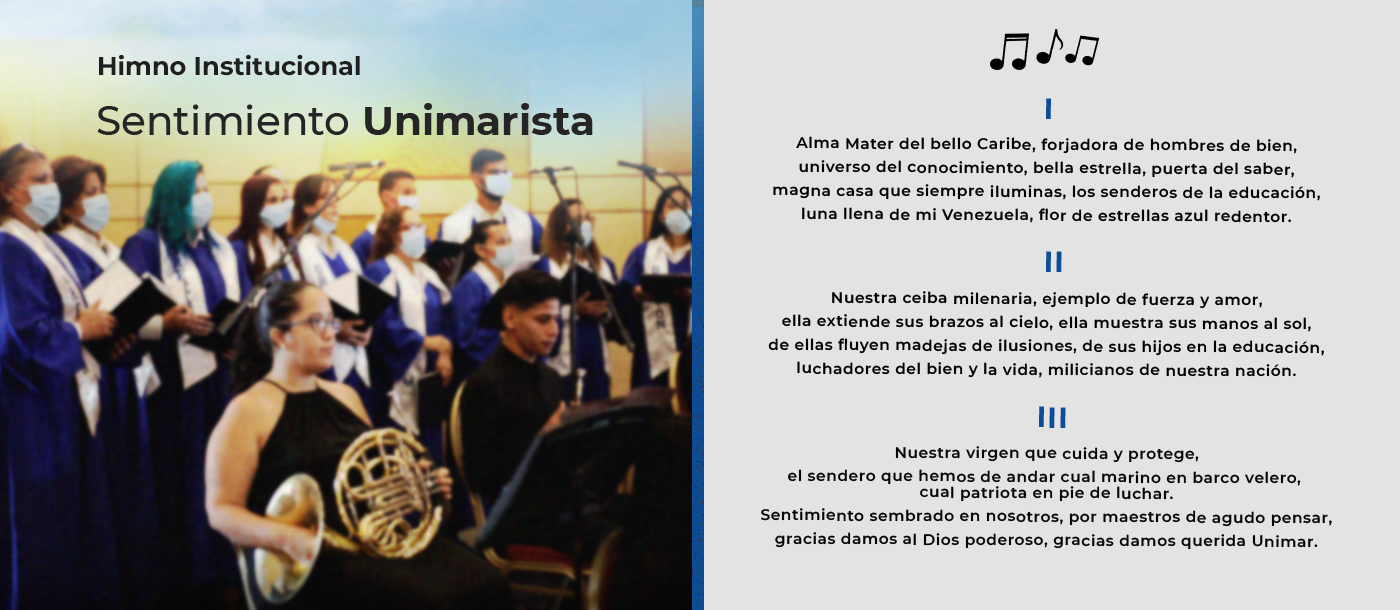 Himno Institucional
Sentimiento Unimarista
I
Alma Mater del bello Caribe, forjadora de hombres de bien,
universo del conocimiento, bella estrella, puerta del saber,
magna casa que siempre iluminas, los senderos de la educación,
luna llena de mi Venezuela, flor de estrellas azul redentor.
II
Nuestra ceiba milenaria, ejemplo de fuerza y amor,
ella extiende sus brazos al cielo, ella muestra sus manos al sol,
de ellas fluyen madejas de ilusiones, de sus hijos en la educación,
luchadores del bien y la vida, milicianos de nuestra nación.
III
Nuestra virgen que cuida y protege,
el sendero que hemos de andar cual marino en barco velero,
cual patriota en pie de luchar.
Sentimiento sembrado en nosotros, por maestros de agudo pensar,
gracias damos al Dios poderoso, gracias damos querida Unimar.